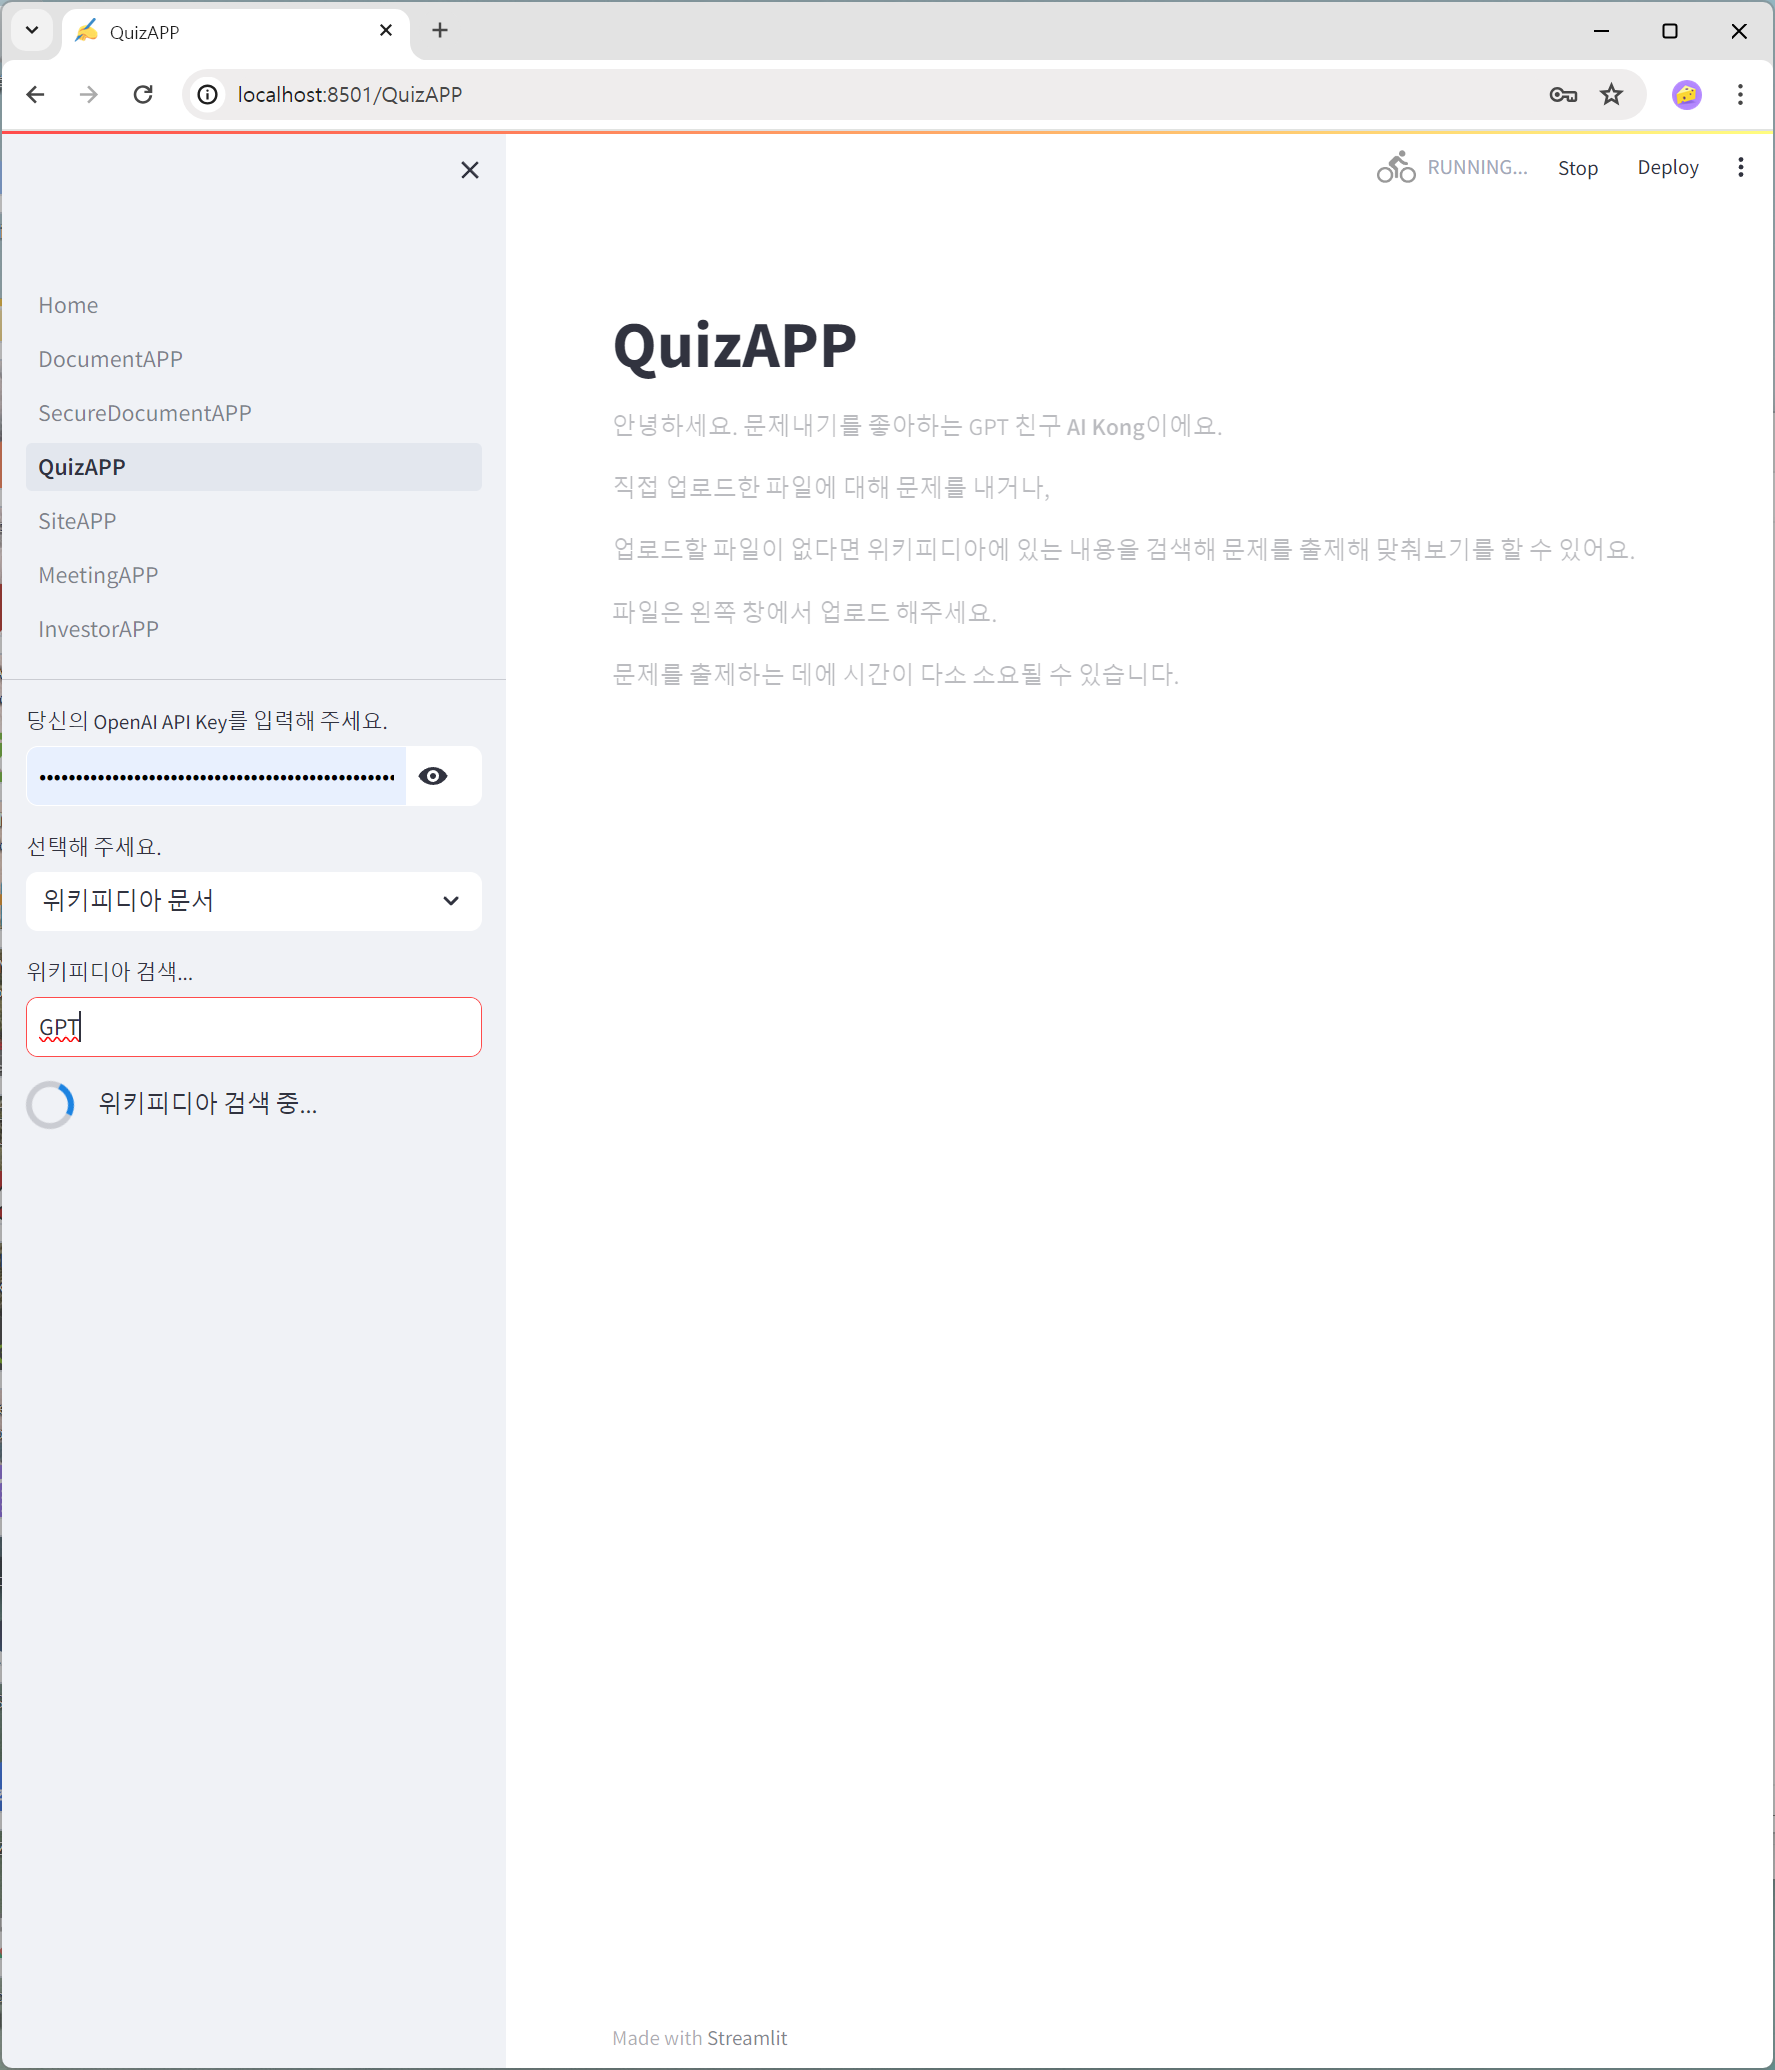 QuizAPP
localhost:8501/QuizAPP
RUNNING...
Stop
Deploy
Home
DocumentAPP
SecureDocumentAPP
QuizAPP
SiteAPP
MeetingAPP
InvestorAPP
당신의 OpenAI API Key를 입력해 주세요.
선택해 주세요.
위키피디아 문서
위키피디아 검색...
GPT
위키피디아 검색 중...
QuizAPP
안녕하세요. 문제내기를 좋아하는 GPT 친구 AI Kong이에요.
직접 업로드한 파일에 대해 문제를 내거나,
업로드할 파일이 없다면 위키피디아에 있는 내용을 검색해 문제를 출제해 맞춰보기를 할 수 있어요.
파일은 왼쪽 창에서 업로드 해주세요.
문제를 출제하는 데에 시간이 다소 소요될 수 있습니다.
Made with Streamlit